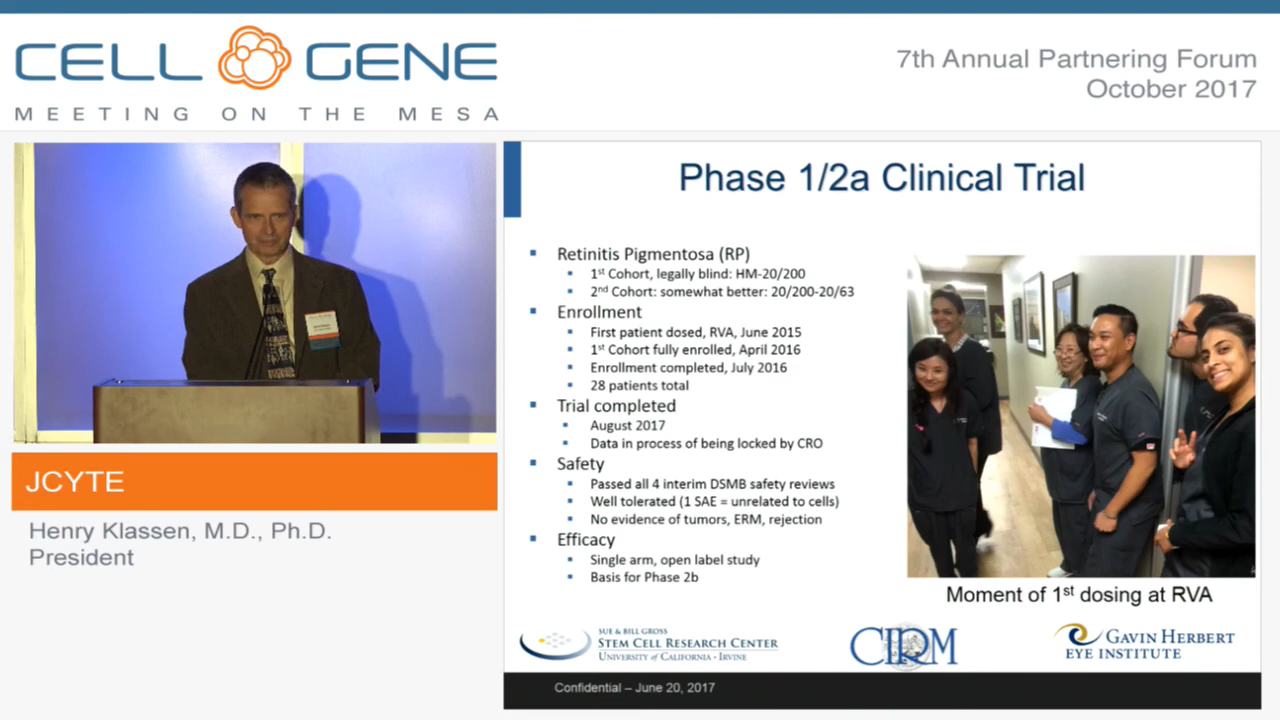 CELL GENE
MEETING ON THE MESA
7th Annual Partnering Forum
October 2017
JCYTE
Henry Klassen, M.D., Ph.D.
President
Phase 1/2a Clinical Trial
▪ Retinitis Pigmentosa (RP)
▪ 1st Cohort, legally blind: HM-20/200
▪ 2nd Cohort: somewhat better: 20/200-20/63
▪ Enrollment
▪ First patient dosed, RVA, June 2015
▪ 1st Cohort fully enrolled, April 2016
▪ Enrollment completed, July 2016
▪ 28 patients total
▪ Trial completed
▪ August 2017
▪ Data in process of being locked by CRO
▪ Safety
▪ Passed all 4 interim DSMB safety reviews
▪ Well tolerated (1 SAE = unrelated to cells)
▪ No evidence of tumors, ERM, rejection
▪ Efficacy
▪ Single arm, open label study
▪ Basis for Phase 2b
Moment of 1st dosing at RVA
SUE & BILL GROSS
STEM CELL RESEARCH CENTER
UNIVERSITY OF CALIFORNIA · IRVINE
CIRM
GAVIN HERBERT
EYE INSTITUTE
Confidential – June 20, 2017